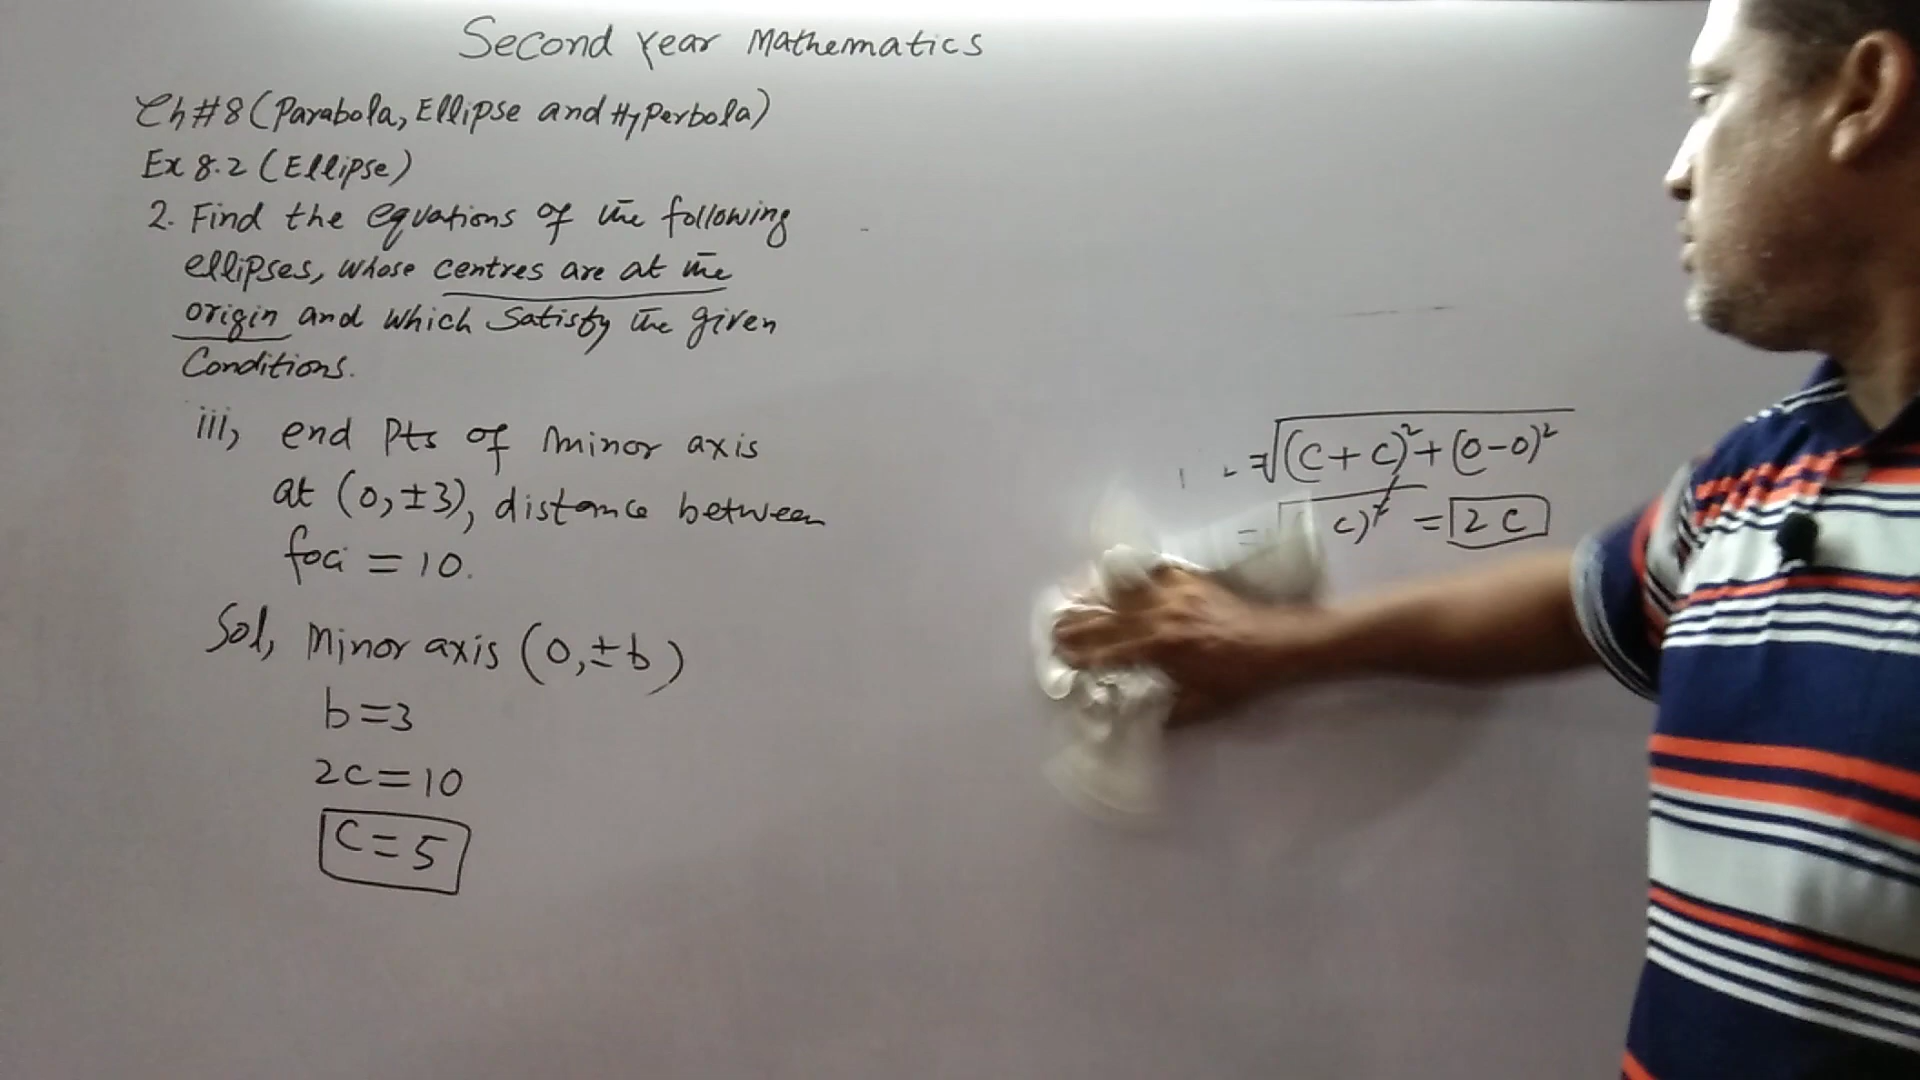 Second Year Mathematics
Ch#8 (Parabola, Ellipse and Hyperbola)
Ex 8.2 (Ellipse)
2. Find the equations of the following
ellipses, whose centres are at the
origin and which satisfy the given
Conditions.
iii, end Pts of minor axis
at (0,±3), distance between
foci = 10.
Sol, Minor axis (0,±b)
b=3
2c=10
C=5
=√(C+C)²+(0-0)²
= c)² = 2C